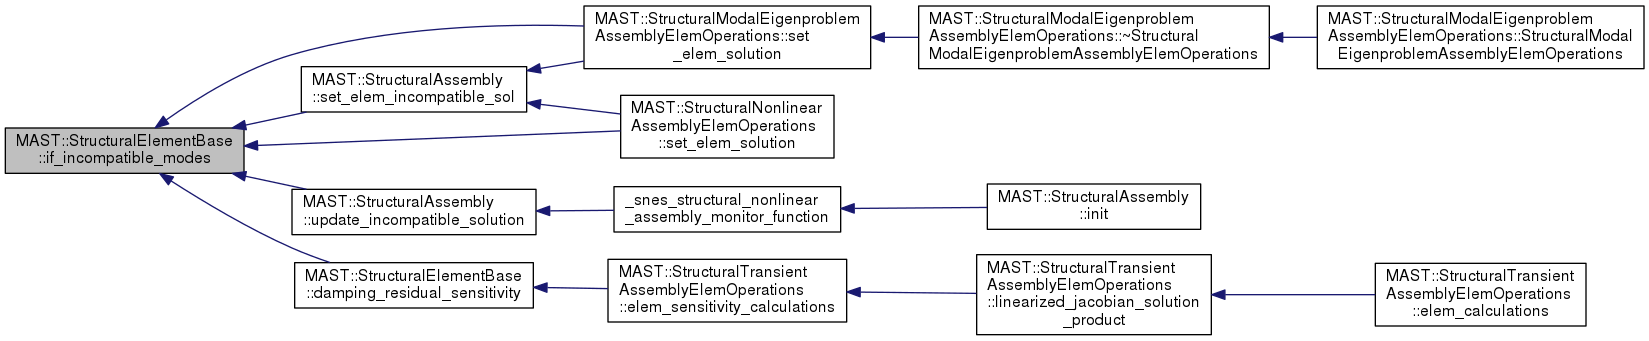 MAST::StructuralModalEigenproblem
AssemblyElemOperations::set
_elem_solution
MAST::StructuralModalEigenproblem
AssemblyElemOperations::~Structural
ModalEigenproblemAssemblyElemOperations
MAST::StructuralModalEigenproblem
AssemblyElemOperations::StructuralModal
EigenproblemAssemblyElemOperations
MAST::StructuralAssembly
::set_elem_incompatible_sol
MAST::StructuralNonlinear
AssemblyElemOperations
::set_elem_solution
MAST::StructuralElementBase
::if_incompatible_modes
MAST::StructuralAssembly
::update_incompatible_solution
_snes_structural_nonlinear
_assembly_monitor_function
MAST::StructuralAssembly
::init
MAST::StructuralElementBase
::damping_residual_sensitivity
MAST::StructuralTransient
AssemblyElemOperations
::elem_sensitivity_calculations
MAST::StructuralTransient
AssemblyElemOperations
::linearized_jacobian_solution
_product
MAST::StructuralTransient
AssemblyElemOperations
::elem_calculations